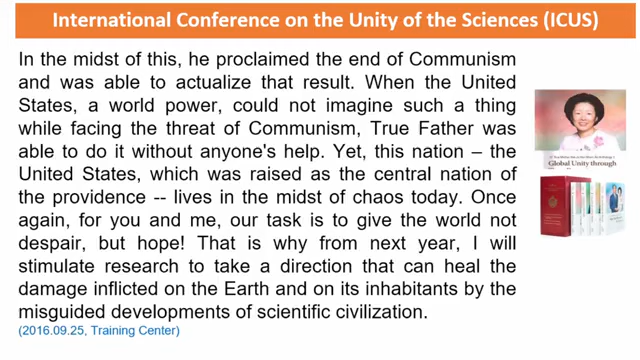 International Conference on the Unity of the Sciences (ICUS)
In the midst of this, he proclaimed the end of Communism
and was able to actualize that result. When the United
States, a world power, could not imagine such a thing
while facing the threat of Communism, True Father was
able to do it without anyone's help. Yet, this nation – the
United States, which was raised as the central nation of
the providence -- lives in the midst of chaos today. Once
again, for you and me, our task is to give the world not
despair, but hope! That is why from next year, I will
stimulate research to take a direction that can heal the
damage inflicted on the Earth and on its inhabitants by the
misguided developments of scientific civilization.
(2016.09.25, Training Center)
Global Unity through